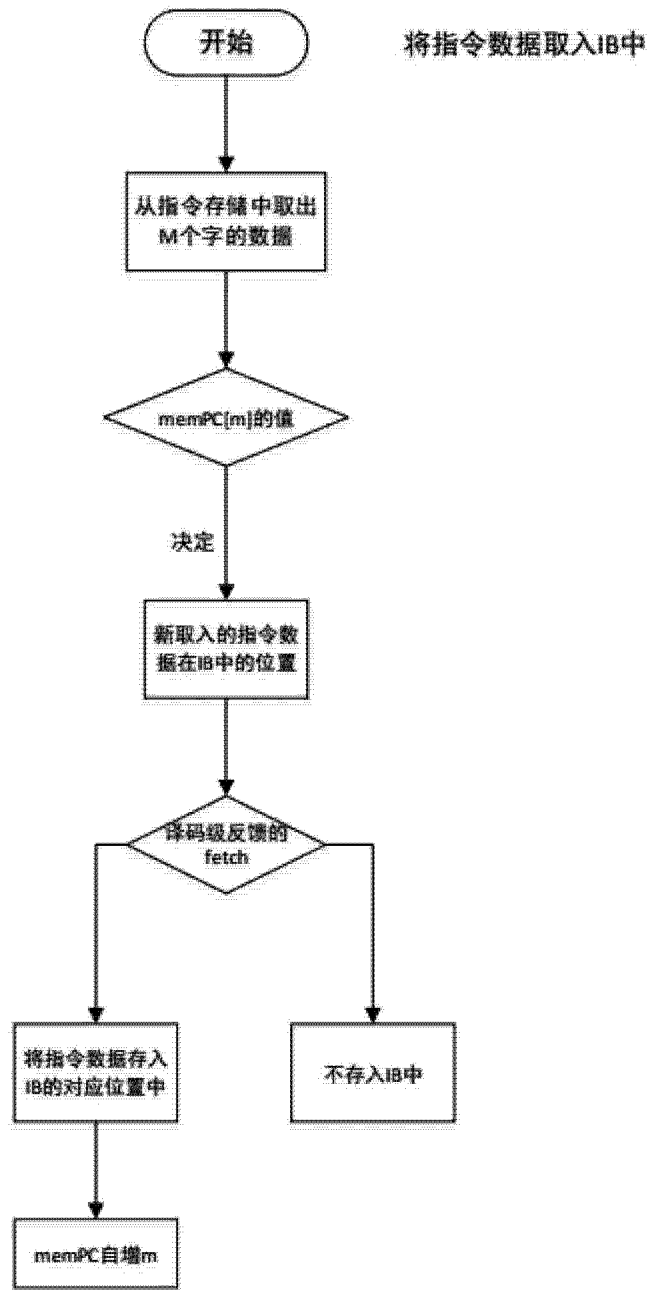 开始
将指令数据取入IB中
从指令存储中取出
M个字的数据
memPC[m]的值
决定
新取入的指令数
据在IB中的位置
译码级反馈的
fetch
将指令数据存入
IB的对应位置中
不存入IB中
memPC自增m